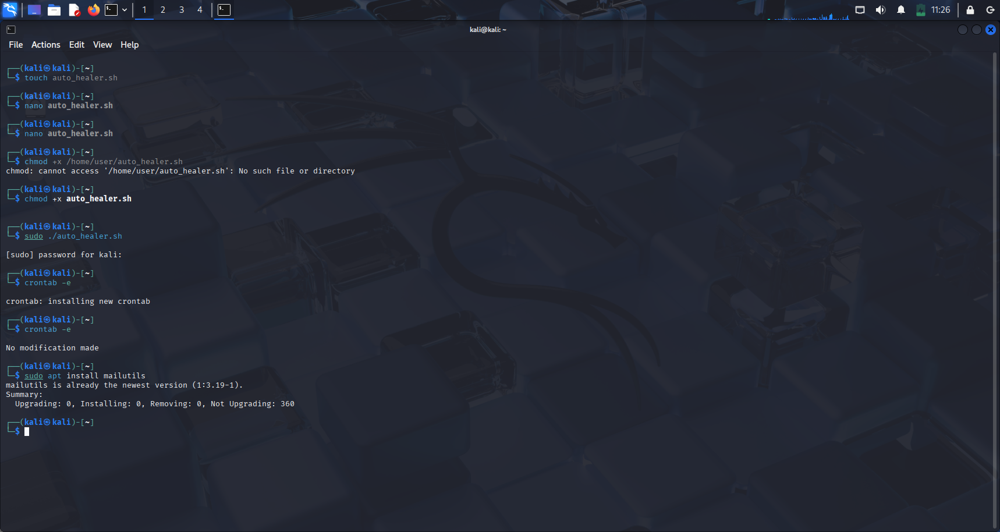 1 2 3 4
11:26
kali@kali: ~
File Actions Edit View Help
┌──(kali㉿kali)-[~]
└─$ touch auto_healer.sh
┌──(kali㉿kali)-[~]
└─$ nano auto_healer.sh
┌──(kali㉿kali)-[~]
└─$ nano auto_healer.sh
┌──(kali㉿kali)-[~]
└─$ chmod +x /home/user/auto_healer.sh
chmod: cannot access '/home/user/auto_healer.sh': No such file or directory
┌──(kali㉿kali)-[~]
└─$ chmod +x auto_healer.sh
┌──(kali㉿kali)-[~]
└─$ sudo ./auto_healer.sh
[sudo] password for kali:
┌──(kali㉿kali)-[~]
└─$ crontab -e
crontab: installing new crontab
┌──(kali㉿kali)-[~]
└─$ crontab -e
No modification made
┌──(kali㉿kali)-[~]
└─$ sudo apt install mailutils
mailutils is already the newest version (1:3.19-1).
Summary:
  Upgrading: 0, Installing: 0, Removing: 0, Not Upgrading: 360
┌──(kali㉿kali)-[~]
└─$